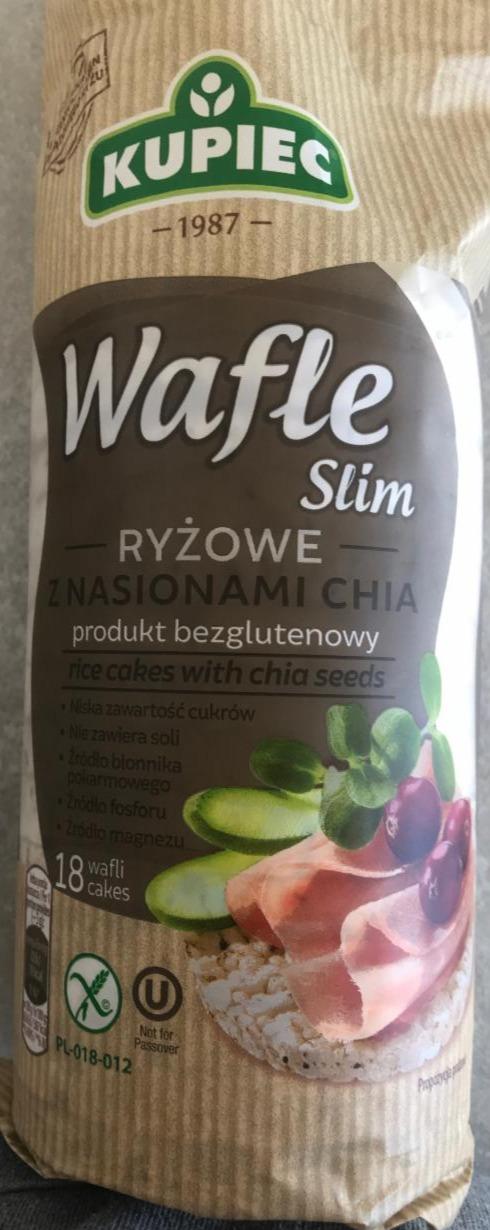 KUPIEC
— 1987 —
Wafle
Slim
RYŻOWE
Z NASIONAMI CHIA
produkt bezglutenowy
rice cakes with chia seeds
• Niska zawartość cukrów
• Nie zawiera soli
• Źródło błonnika
pokarmowego
• Źródło fosforu
• Źródło magnezu
18 wafli
cakes
U
Not for
Passover
PL-018-012
Propozycja